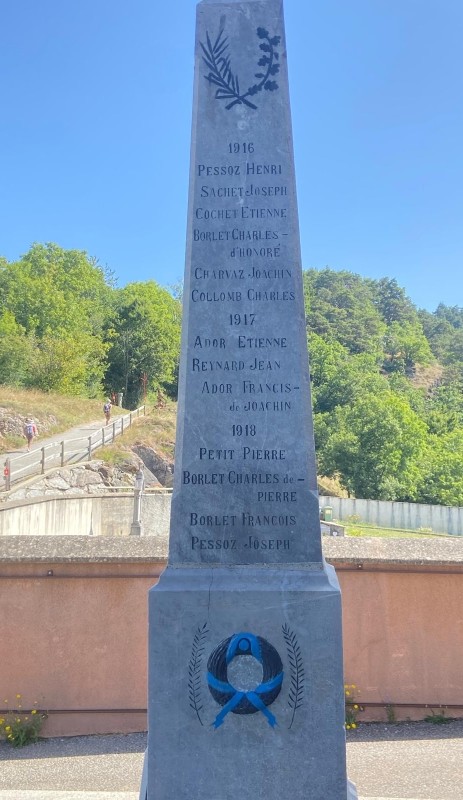 1916
PESSOZ HENRI
SACHET JOSEPH
COCHET ETIENNE
BORLET CHARLES-
d'HONORÉ
CHARVAZ JOACHIN
COLLOMB CHARLES
1917
ADOR ETIENNE
REYNARD JEAN
ADOR FRANCIS-
de JOACHIN
1918
PETIT PIERRE
BORLET CHARLES de-
PIERRE
BORLET FRANCOIS
PESSOZ JOSEPH